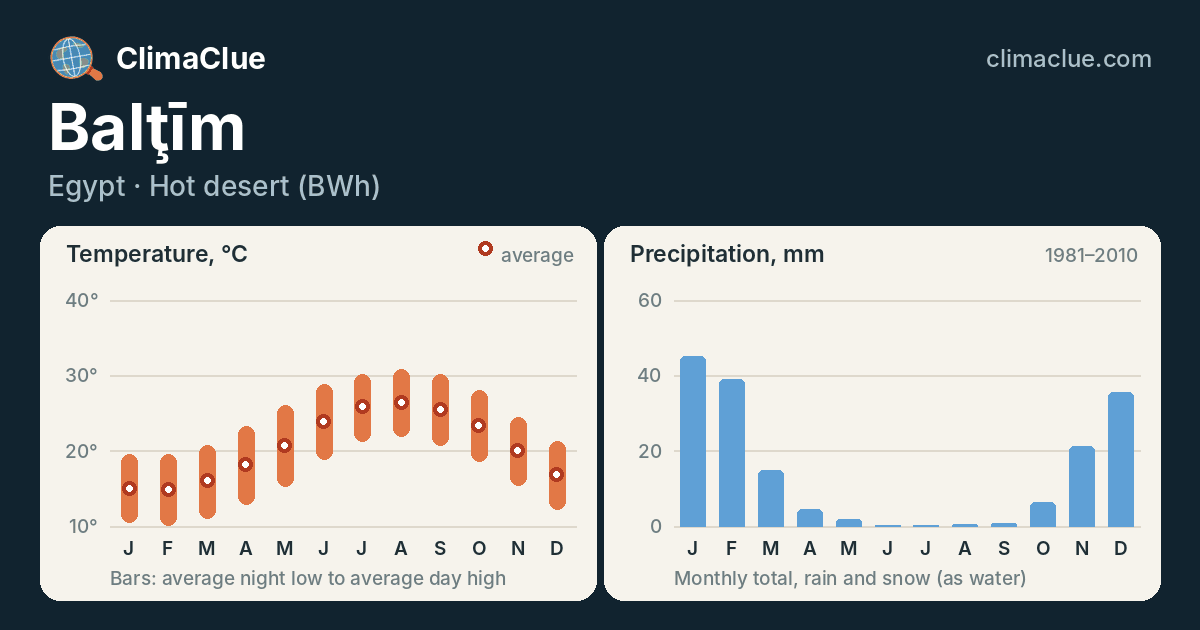 ClimaClue
climaclue.com
Balţīm
Egypt · Hot desert (BWh)
Temperature, °C
average
40°
30°
20°
10°
J F M A M J J A S O N D
Bars: average night low to average day high
Precipitation, mm
1981–2010
60
40
20
0
J F M A M J J A S O N D
Monthly total, rain and snow (as water)